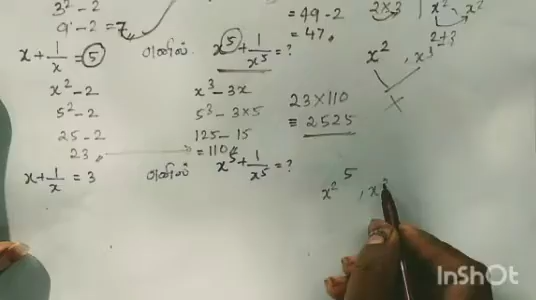 3² - 2
9 - 2 = 7
x + 1/x = 5 எனில் x⁵ + 1/x⁵ = ?
x² - 2
5² - 2
25 - 2
23
x³ - 3x
5³ - 3×5
125 - 15
= 110
23 × 110
= 2525
x + 1/x = 3 எனில் x⁵ + 1/x⁵ = ?
= 49 - 2
= 47
2×3
x² x²
2+3
x² , x³
x
x² 5 , x³
InShOt